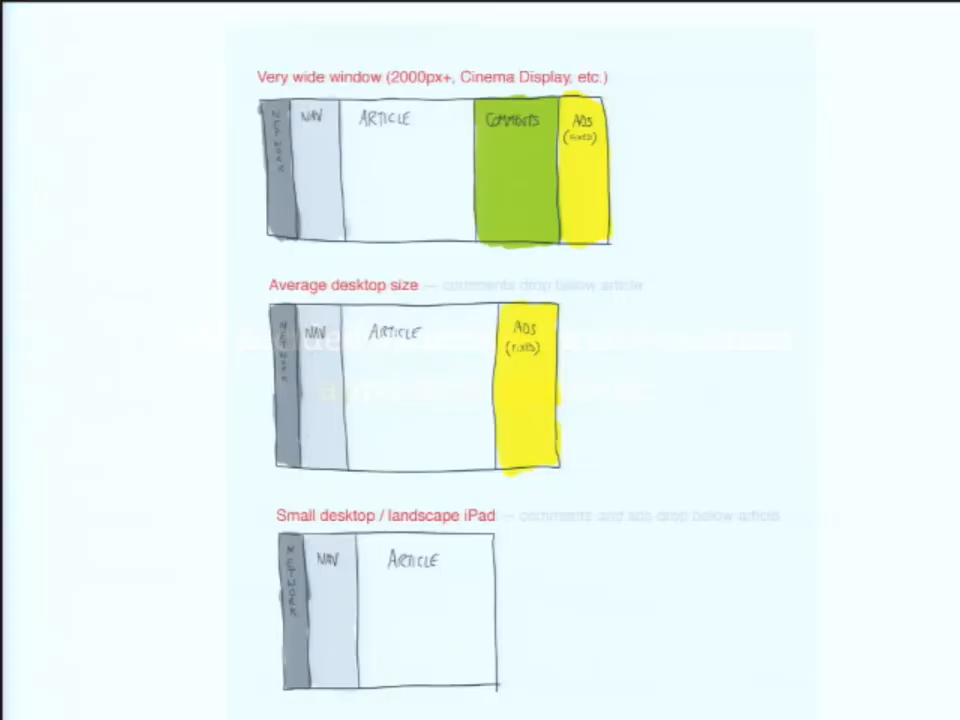 Very wide window (2000px+, Cinema Display, etc.)
NETWORK
NAV
ARTICLE
COMMENTS
ADS
(FIXED)
Average desktop size — comments drop below article
NETWORK
NAV
ARTICLE
ADS
(FIXED)
Small desktop / landscape iPad — comments and ads drop below article
NETWORK
NAV
ARTICLE